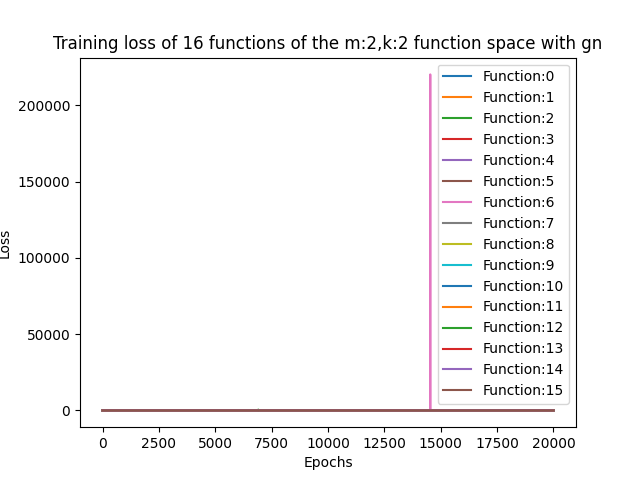 Training loss of 16 functions of the m:2,k:2 function space with gn
Loss
200000
150000
100000
50000
0
0 2500 5000 7500 10000 12500 15000 17500 20000
Epochs
Function:0
Function:1
Function:2
Function:3
Function:4
Function:5
Function:6
Function:7
Function:8
Function:9
Function:10
Function:11
Function:12
Function:13
Function:14
Function:15